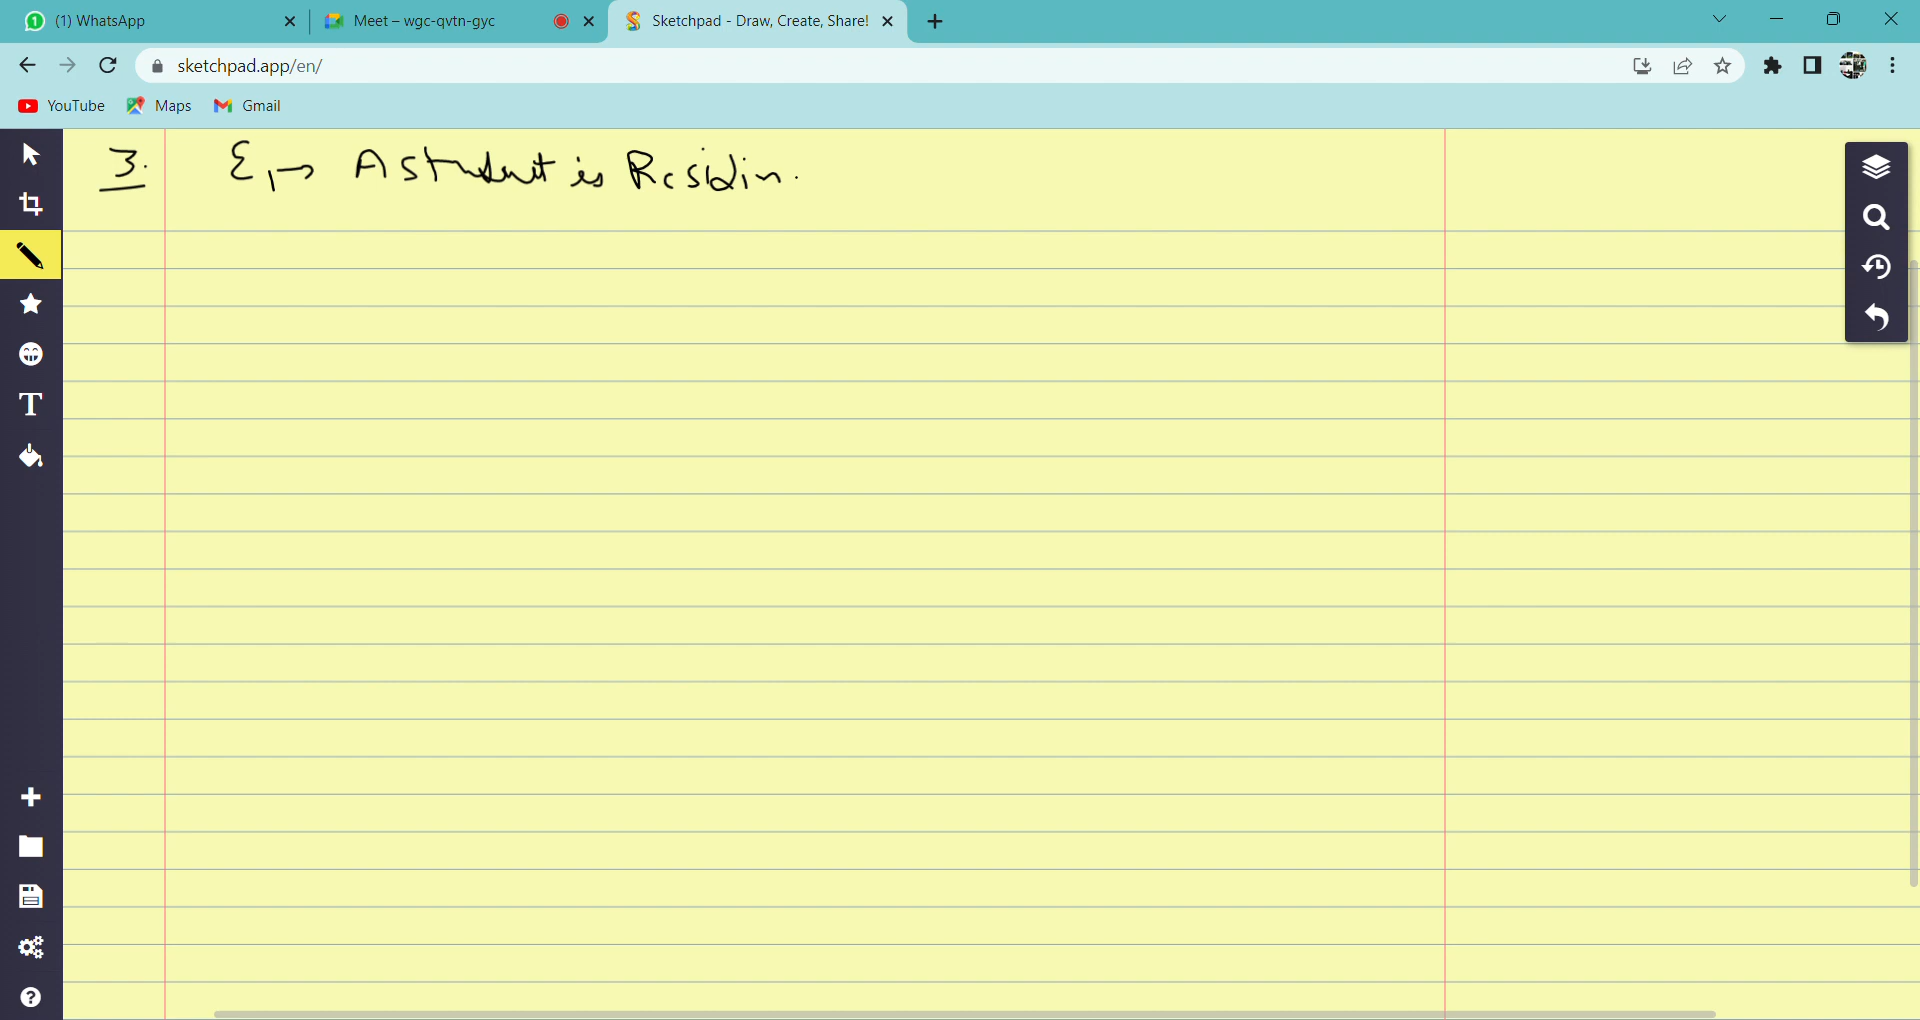 (1) WhatsApp
Meet – wgc-qvtn-gyc
Sketchpad - Draw, Create, Share!
sketchpad.app/en/
YouTube
Maps
Gmail
3. E₁→ A student is Residin.
T